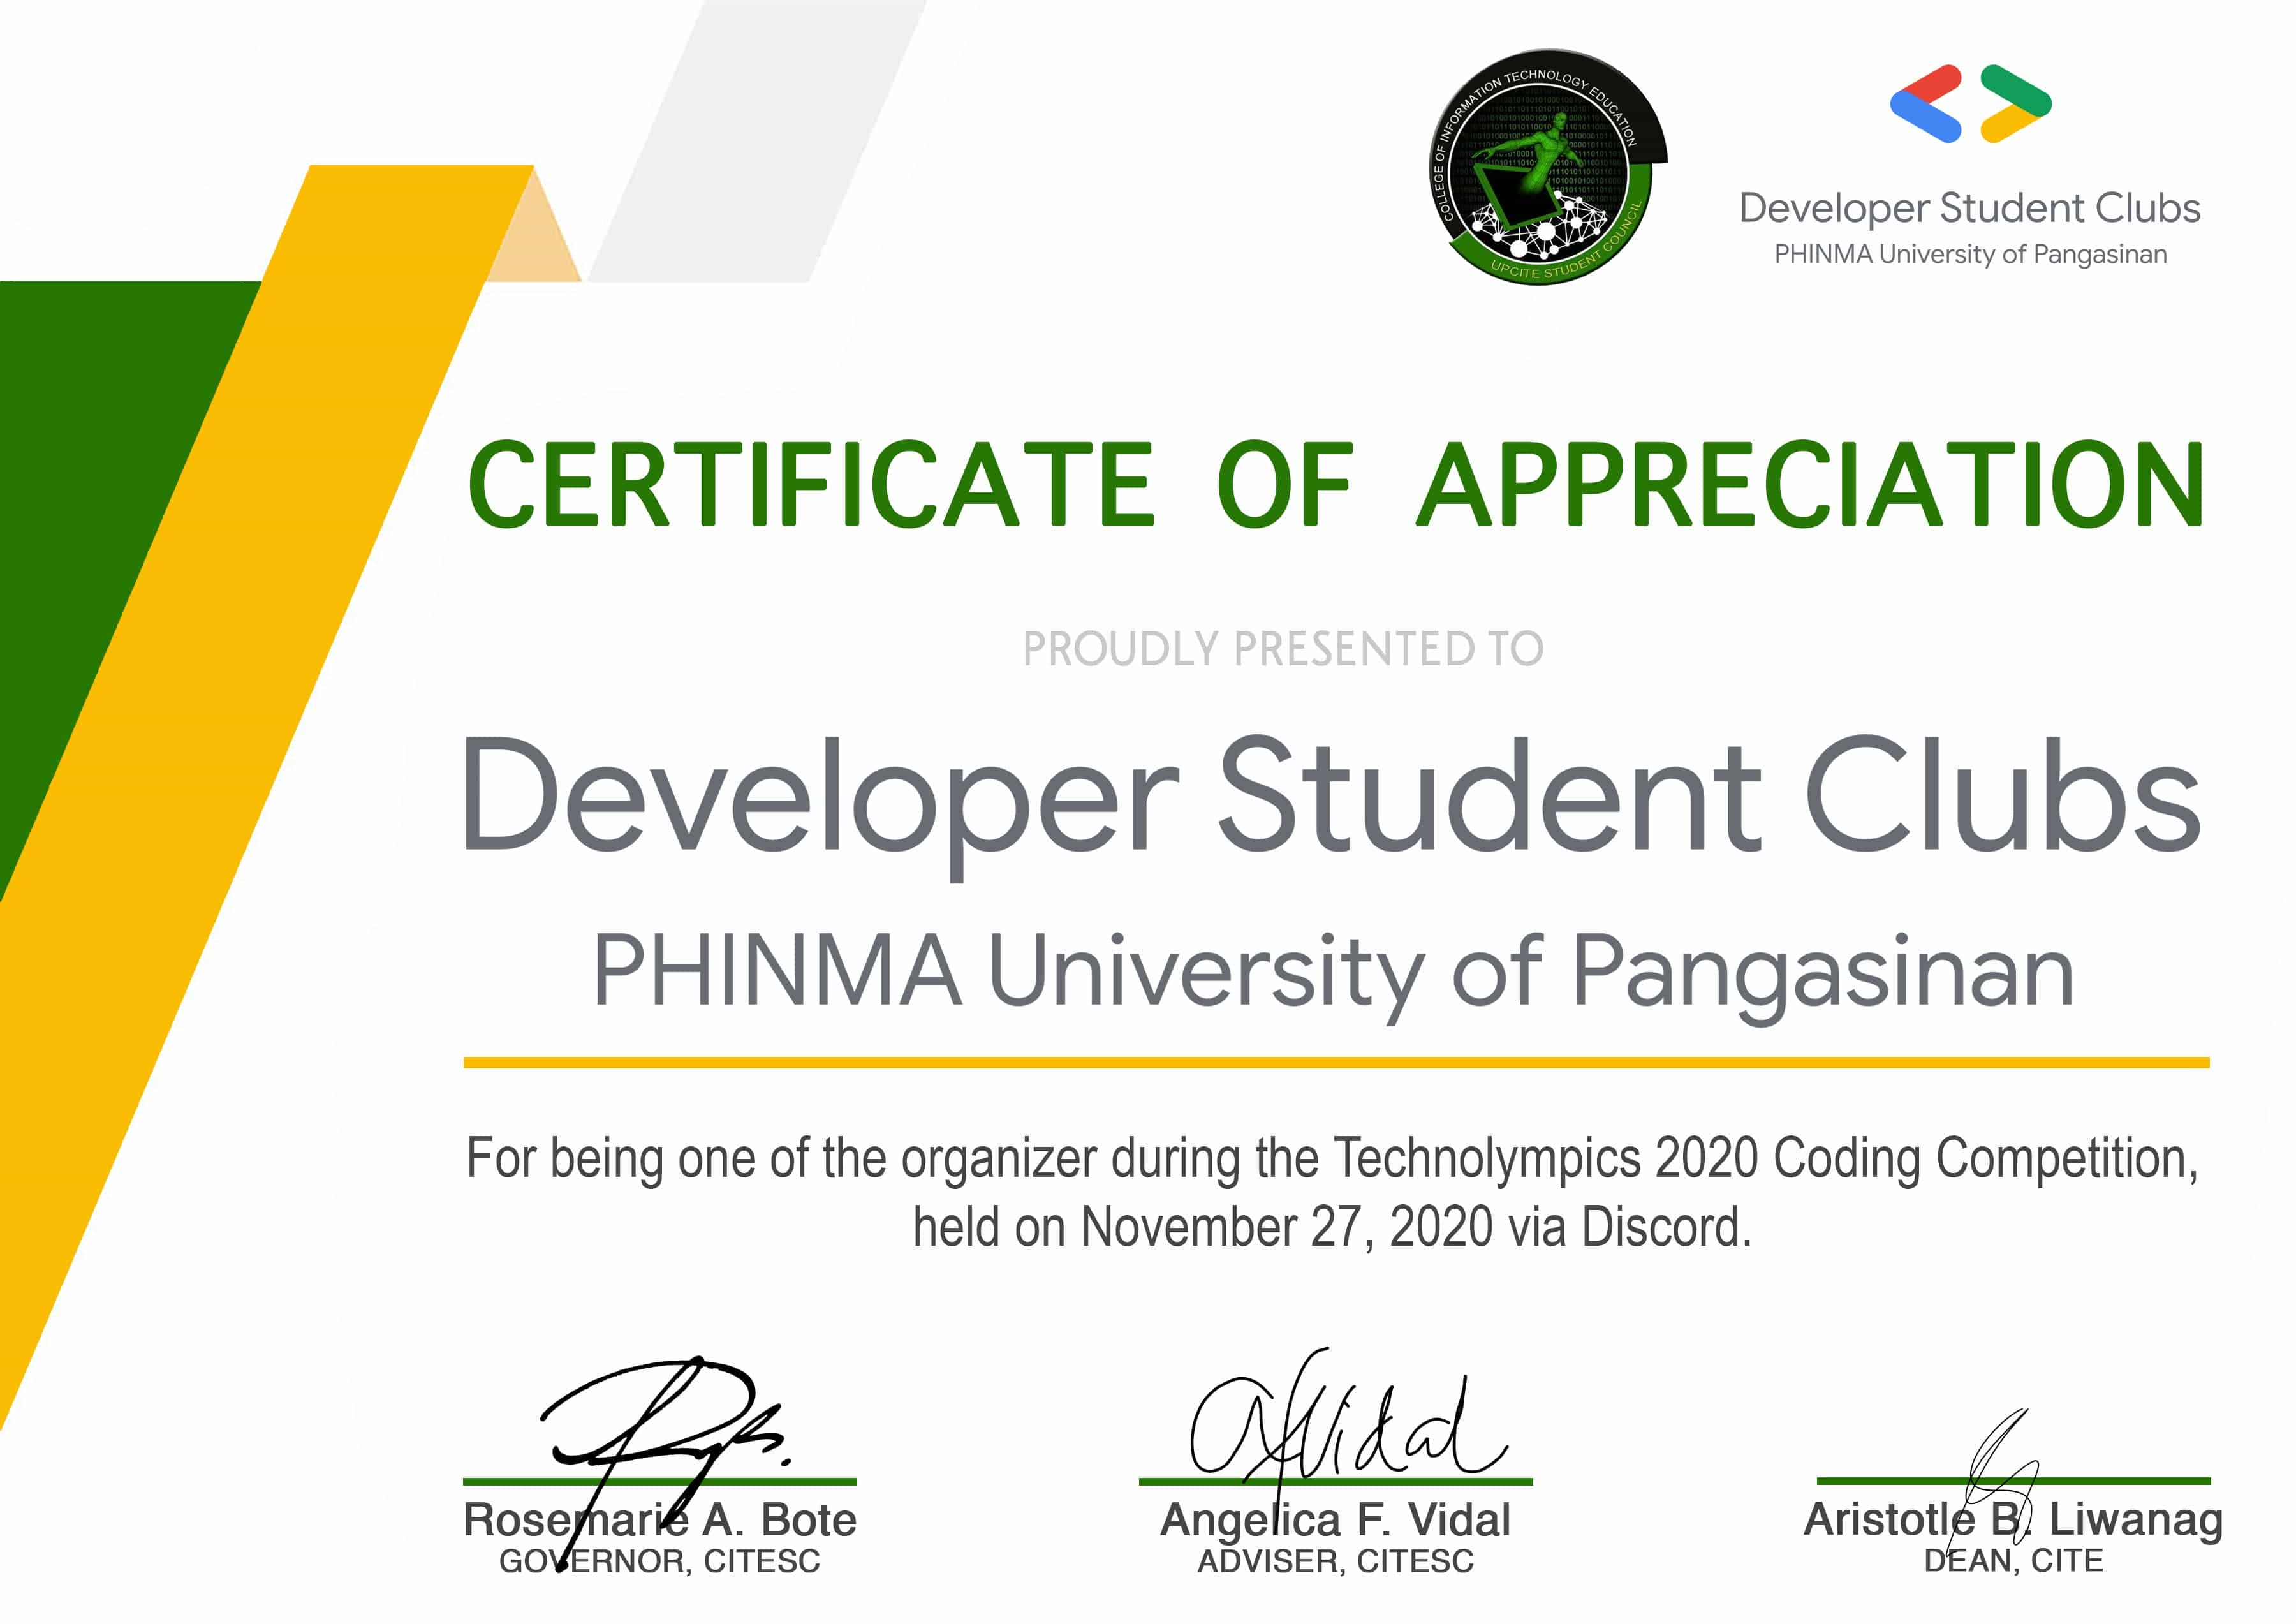 COLLEGE OF INFORMATION TECHNOLOGY EDUCATION
UPCITE STUDENT COUNCIL
Developer Student Clubs
PHINMA University of Pangasinan
CERTIFICATE OF APPRECIATION
PROUDLY PRESENTED TO
Developer Student Clubs
PHINMA University of Pangasinan
For being one of the organizer during the Technolympics 2020 Coding Competition,
held on November 27, 2020 via Discord.
Rosemarie A. Bote
GOVERNOR, CITESC
Angelica F. Vidal
ADVISER, CITESC
Aristotle B. Liwanag
DEAN, CITE